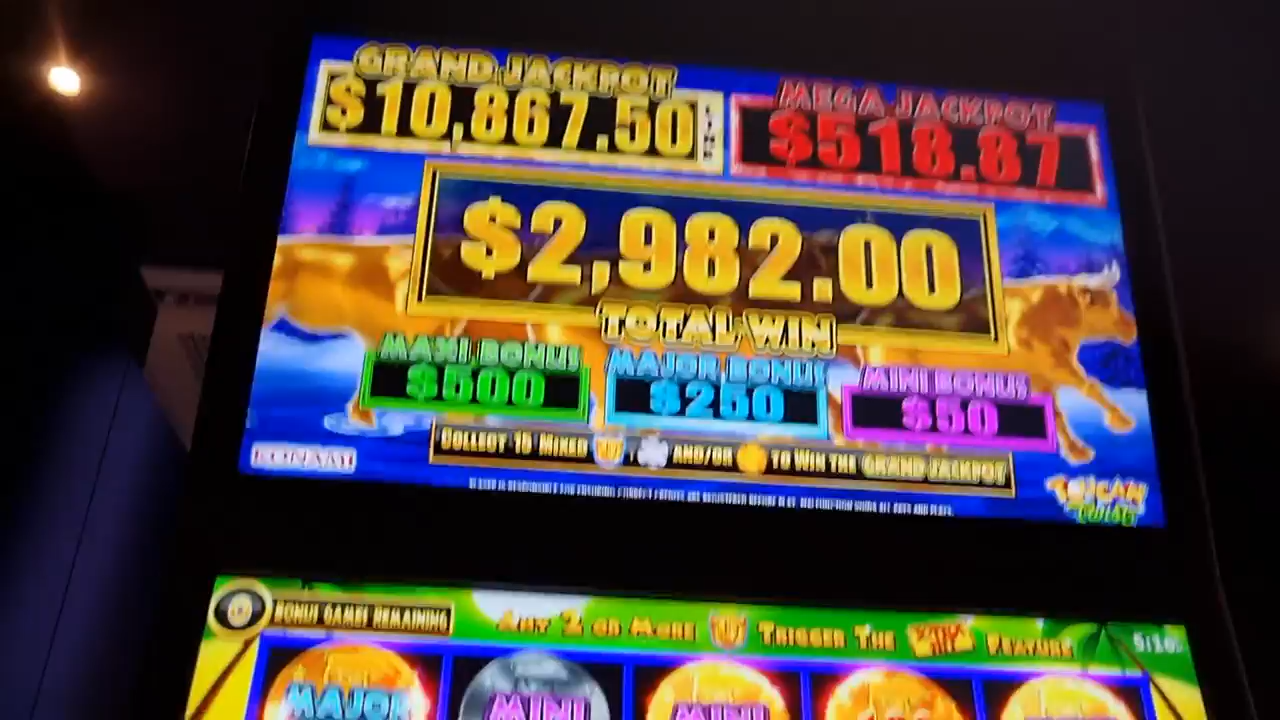 GRAND JACKPOT
$10,867.50
MEGA JACKPOT
$518.87
$2,982.00
TOTAL WIN
MAXI BONUS
$500
MAJOR BONUS
$250
MINI BONUS
$50
COLLECT 15 MIXED AND/OR TO WIN THE GRAND JACKPOT
KONAMI
TOUCAN
BONUS GAMES REMAINING
ANY 2 OR MORE TRIGGER THE FEATURE
MAJOR
MINI
MINI